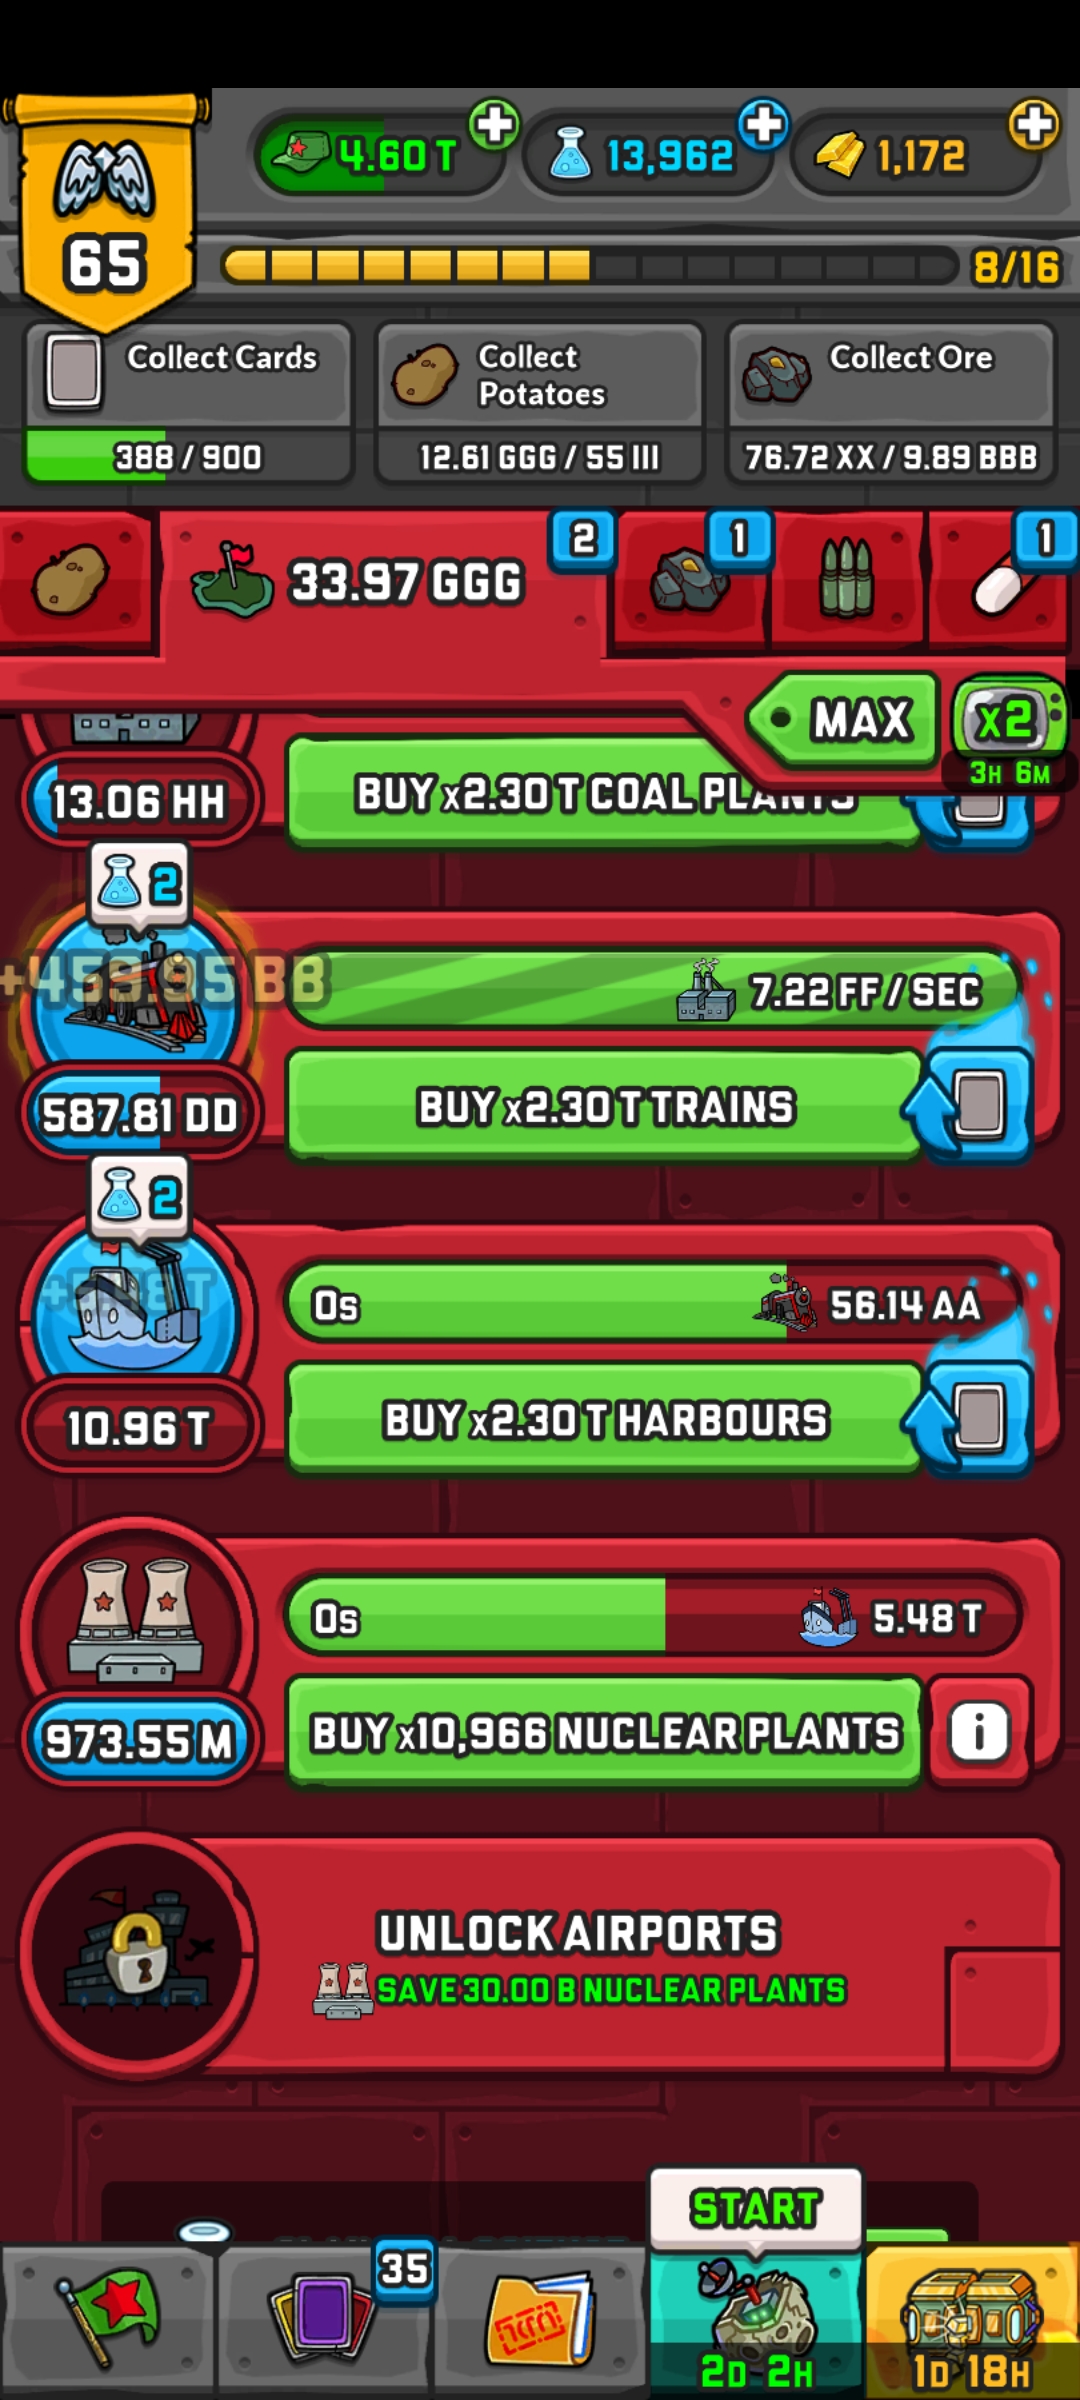 4.60 T
13,962
1,172
65
8/16
Collect Cards
388 / 900
Collect
Potatoes
12.61 GGG / 55 III
Collect Ore
76.72 XX / 9.89 BBB
33.97 GGG
2
1
1
MAX
x2
3H 6M
13.06 HH
BUY x2.30 T COAL PLANTS
2
+459.95 BB
7.22 FF / SEC
587.81 DD
BUY x2.30 T TRAINS
2
0s
56.14 AA
10.96 T
BUY x2.30 T HARBOURS
0s
5.48 T
973.55 M
BUY x10,966 NUCLEAR PLANTS
i
UNLOCK AIRPORTS
SAVE 30.00 B NUCLEAR PLANTS
START
35
2D 2H
1D 18H